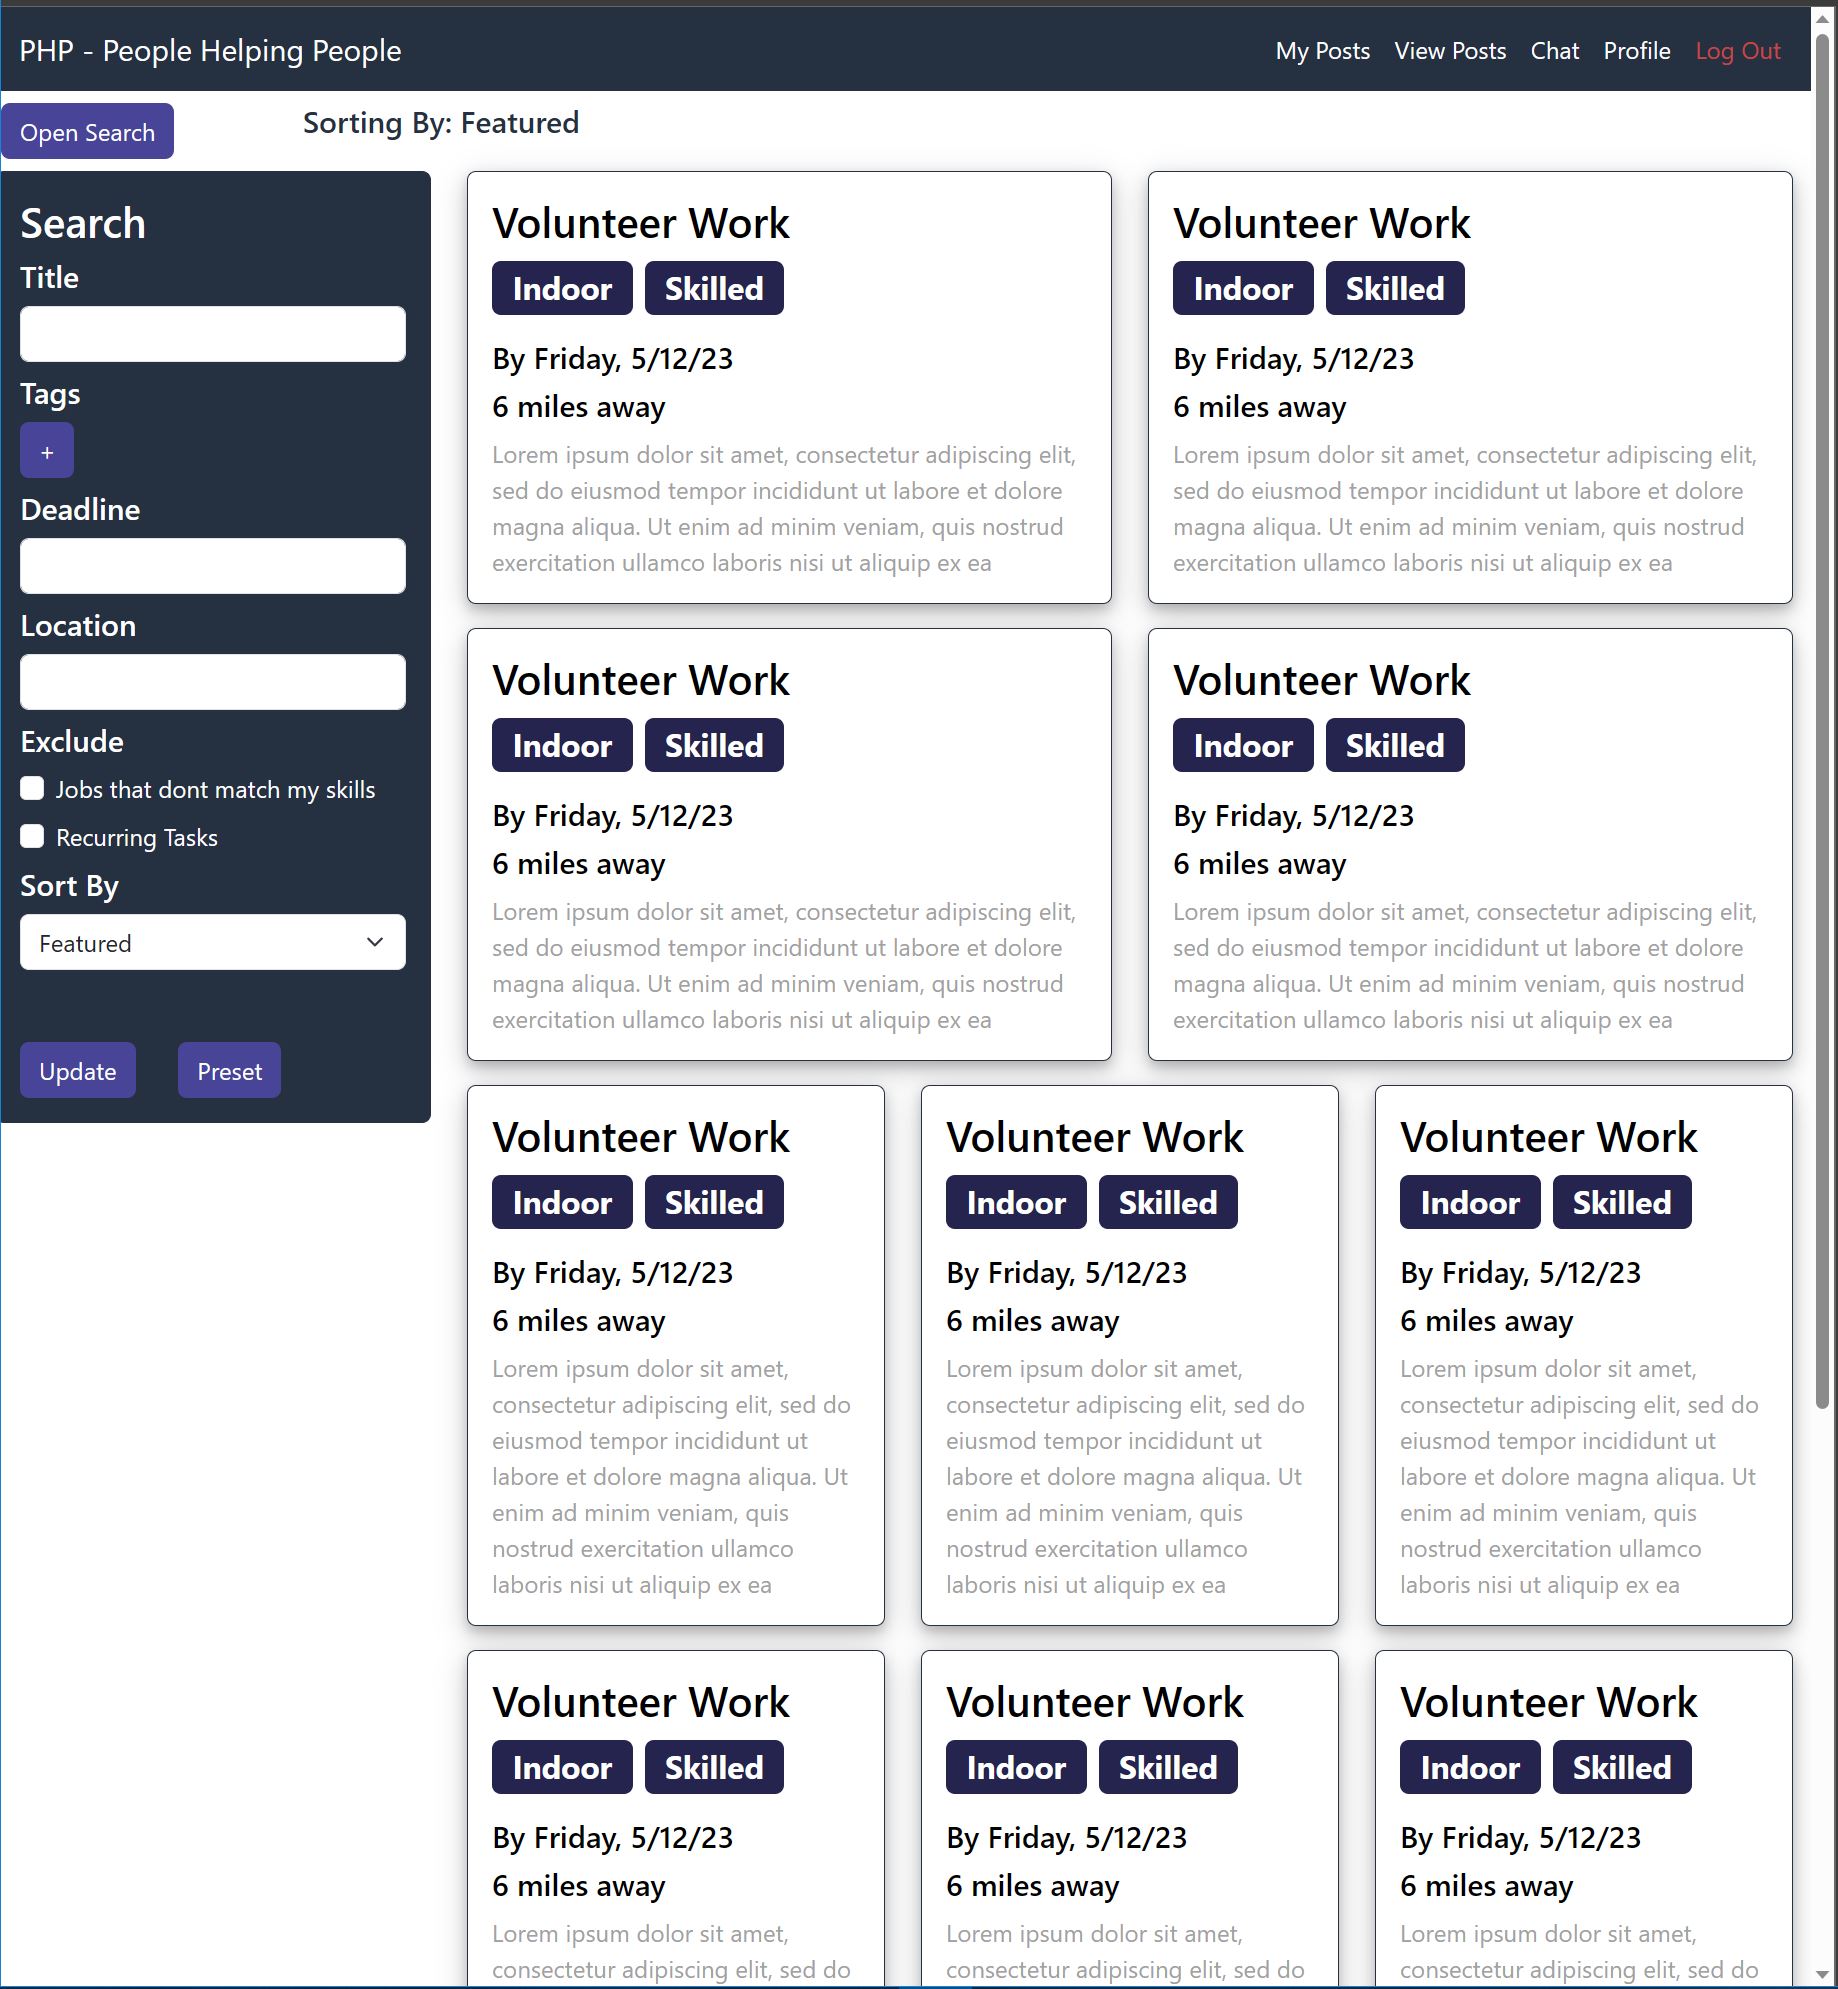 PHP - People Helping People
My Posts View Posts Chat Profile Log Out
Open Search
Sorting By: Featured
Search
Title
Tags
+
Deadline
Location
Exclude
Jobs that dont match my skills
Recurring Tasks
Sort By
Featured
Update Preset
Volunteer Work
Indoor Skilled
By Friday, 5/12/23
6 miles away
Lorem ipsum dolor sit amet, consectetur adipiscing elit,
sed do eiusmod tempor incididunt ut labore et dolore
magna aliqua. Ut enim ad minim veniam, quis nostrud
exercitation ullamco laboris nisi ut aliquip ex ea
Volunteer Work
Indoor Skilled
By Friday, 5/12/23
6 miles away
Lorem ipsum dolor sit amet, consectetur adipiscing elit,
sed do eiusmod tempor incididunt ut labore et dolore
magna aliqua. Ut enim ad minim veniam, quis nostrud
exercitation ullamco laboris nisi ut aliquip ex ea
Volunteer Work
Indoor Skilled
By Friday, 5/12/23
6 miles away
Lorem ipsum dolor sit amet, consectetur adipiscing elit,
sed do eiusmod tempor incididunt ut labore et dolore
magna aliqua. Ut enim ad minim veniam, quis nostrud
exercitation ullamco laboris nisi ut aliquip ex ea
Volunteer Work
Indoor Skilled
By Friday, 5/12/23
6 miles away
Lorem ipsum dolor sit amet, consectetur adipiscing elit,
sed do eiusmod tempor incididunt ut labore et dolore
magna aliqua. Ut enim ad minim veniam, quis nostrud
exercitation ullamco laboris nisi ut aliquip ex ea
Volunteer Work
Indoor Skilled
By Friday, 5/12/23
6 miles away
Lorem ipsum dolor sit amet,
consectetur adipiscing elit, sed do
eiusmod tempor incididunt ut
labore et dolore magna aliqua. Ut
enim ad minim veniam, quis
nostrud exercitation ullamco
laboris nisi ut aliquip ex ea
Volunteer Work
Indoor Skilled
By Friday, 5/12/23
6 miles away
Lorem ipsum dolor sit amet,
consectetur adipiscing elit, sed do
eiusmod tempor incididunt ut
labore et dolore magna aliqua. Ut
enim ad minim veniam, quis
nostrud exercitation ullamco
laboris nisi ut aliquip ex ea
Volunteer Work
Indoor Skilled
By Friday, 5/12/23
6 miles away
Lorem ipsum dolor sit amet,
consectetur adipiscing elit, sed do
eiusmod tempor incididunt ut
labore et dolore magna aliqua. Ut
enim ad minim veniam, quis
nostrud exercitation ullamco
laboris nisi ut aliquip ex ea
Volunteer Work
Indoor Skilled
By Friday, 5/12/23
6 miles away
Lorem ipsum dolor sit amet,
consectetur adipiscing elit, sed do
Volunteer Work
Indoor Skilled
By Friday, 5/12/23
6 miles away
Lorem ipsum dolor sit amet,
consectetur adipiscing elit, sed do
Volunteer Work
Indoor Skilled
By Friday, 5/12/23
6 miles away
Lorem ipsum dolor sit amet,
consectetur adipiscing elit, sed do